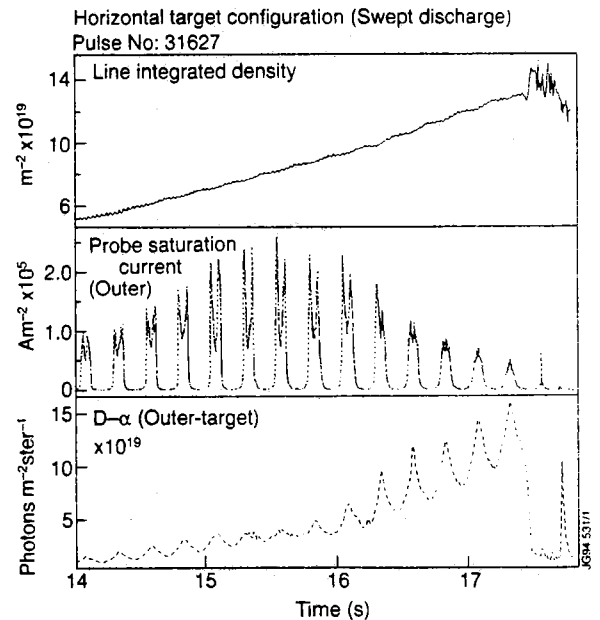 Horizontal target configuration (Swept discharge)
Pulse No: 31627
Line integrated density
m⁻² x10¹⁹
14
10
6
Probe saturation
current
(Outer)
Am⁻² x10⁵
2.0
1.0
0
D–α (Outer-target)
x10¹⁹
Photons m⁻²ster⁻¹
15
10
5
14
15
16
17
Time (s)
JG94 531/1